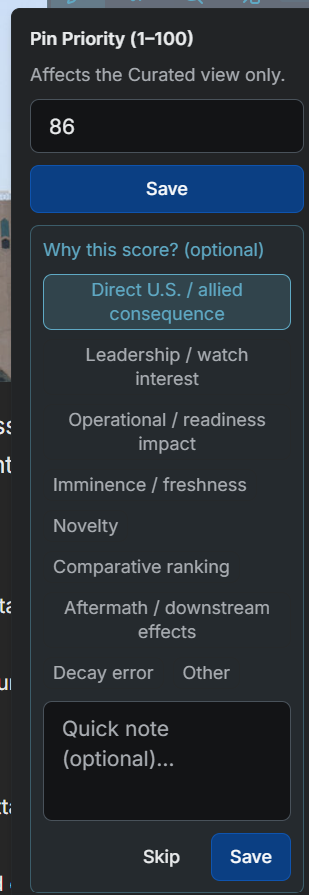 Pin Priority (1–100)
Affects the Curated view only.
86
Save
Why this score? (optional)
Direct U.S. / allied
consequence
Leadership / watch
interest
Operational / readiness
impact
Imminence / freshness
Novelty
Comparative ranking
Aftermath / downstream
effects
Decay error Other
Quick note
(optional)...
Skip Save